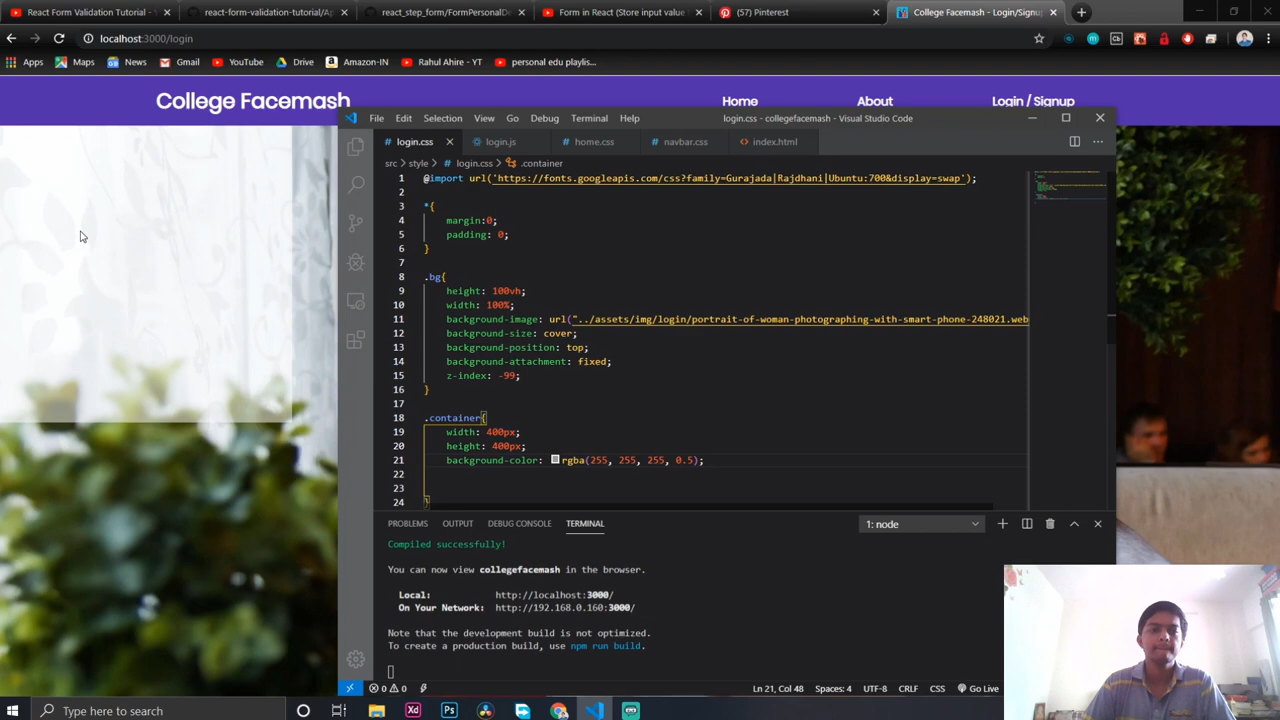 React Form Validation Tutorial -
react-form-validation-tutorial/Ap
react_step_form/FormPersonalDe
Form in React (Store input value
(57) Pinterest
College Facemash - Login/Signup
localhost:3000/login
Apps
Maps
News
Gmail
YouTube
Drive
Amazon-IN
Rahul Ahire - YT
personal edu playlis...
College Facemash
Home
About
Login / Signup
File Edit Selection View Go Debug Terminal Help
login.css - collegefacemash - Visual Studio Code
login.css
login.js
home.css
navbar.css
index.html
src > style > login.css > .container
1 @import url('https://fonts.googleapis.com/css?family=Gurajada|Rajdhani|Ubuntu:700&display=swap');
2
3 *{
4 margin:0;
5 padding: 0;
6 }
7
8 .bg{
9 height: 100vh;
10 width: 100%;
11 background-image: url("~../assets/img/login/portrait-of-woman-photographing-with-smart-phone-248021.web
12 background-size: cover;
13 background-position: top;
14 background-attachment: fixed;
15 z-index: -99;
16 }
17
18 .container{
19 width: 400px;
20 height: 400px;
21 background-color: rgba(255, 255, 255, 0.5);
22
23
24 }
PROBLEMS OUTPUT DEBUG CONSOLE TERMINAL
1: node
Compiled successfully!
You can now view collegefacemash in the browser.
Local: http://localhost:3000/
On Your Network: http://192.168.0.160:3000/
Note that the development build is not optimized.
To create a production build, use npm run build.
0 0
Ln 21, Col 48 Spaces: 4 UTF-8 CRLF CSS Go Live
Type here to search